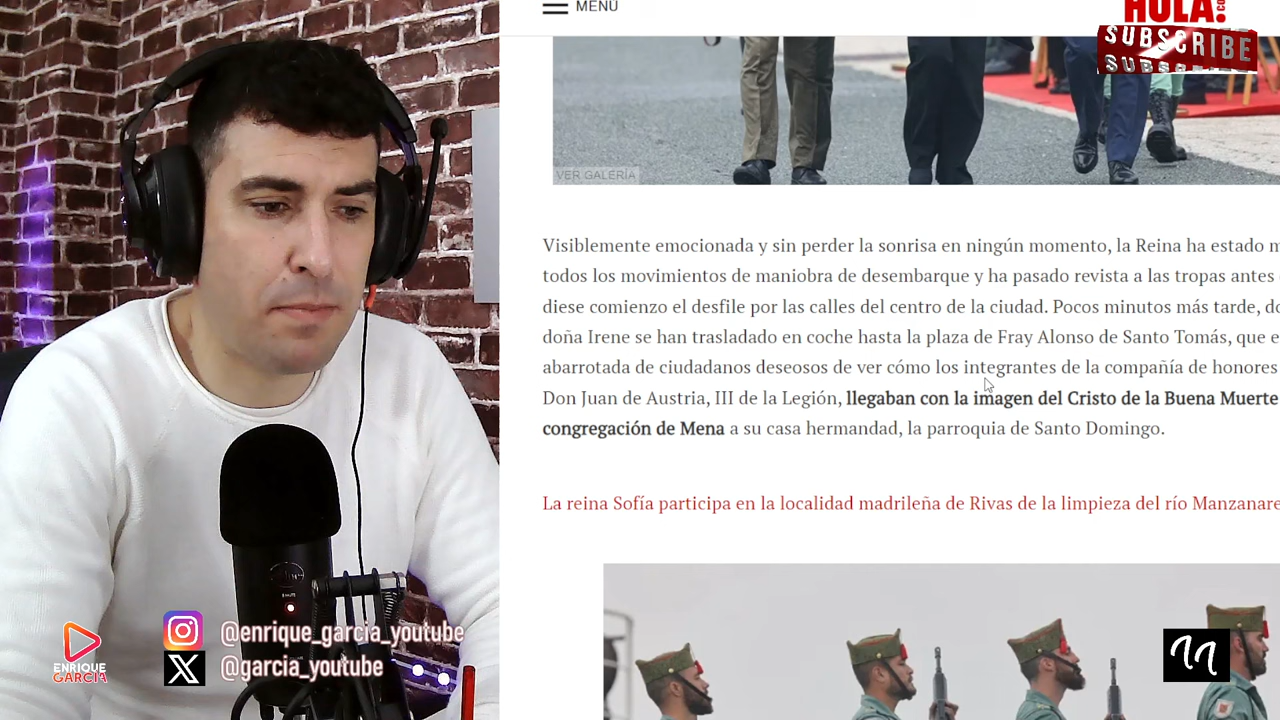 MENÚ
HOLA!
SUBSCRIBE
VER GALERÍA
Visiblemente emocionada y sin perder la sonrisa en ningún momento, la Reina ha estado
todos los movimientos de maniobra de desembarque y ha pasado revista a las tropas antes
diese comienzo el desfile por las calles del centro de la ciudad. Pocos minutos más tarde,
doña Irene se han trasladado en coche hasta la plaza de Fray Alonso de Santo Tomás, que
abarrotada de ciudadanos deseosos de ver cómo los integrantes de la compañía de honores
Don Juan de Austria, III de la Legión, llegaban con la imagen del Cristo de la Buena Muerte
congregación de Mena a su casa hermandad, la parroquia de Santo Domingo.
La reina Sofía participa en la localidad madrileña de Rivas de la limpieza del río Manzanare
@enrique_garcia_youtube
@garcia_youtube
ENRIQUE
GARCÍA